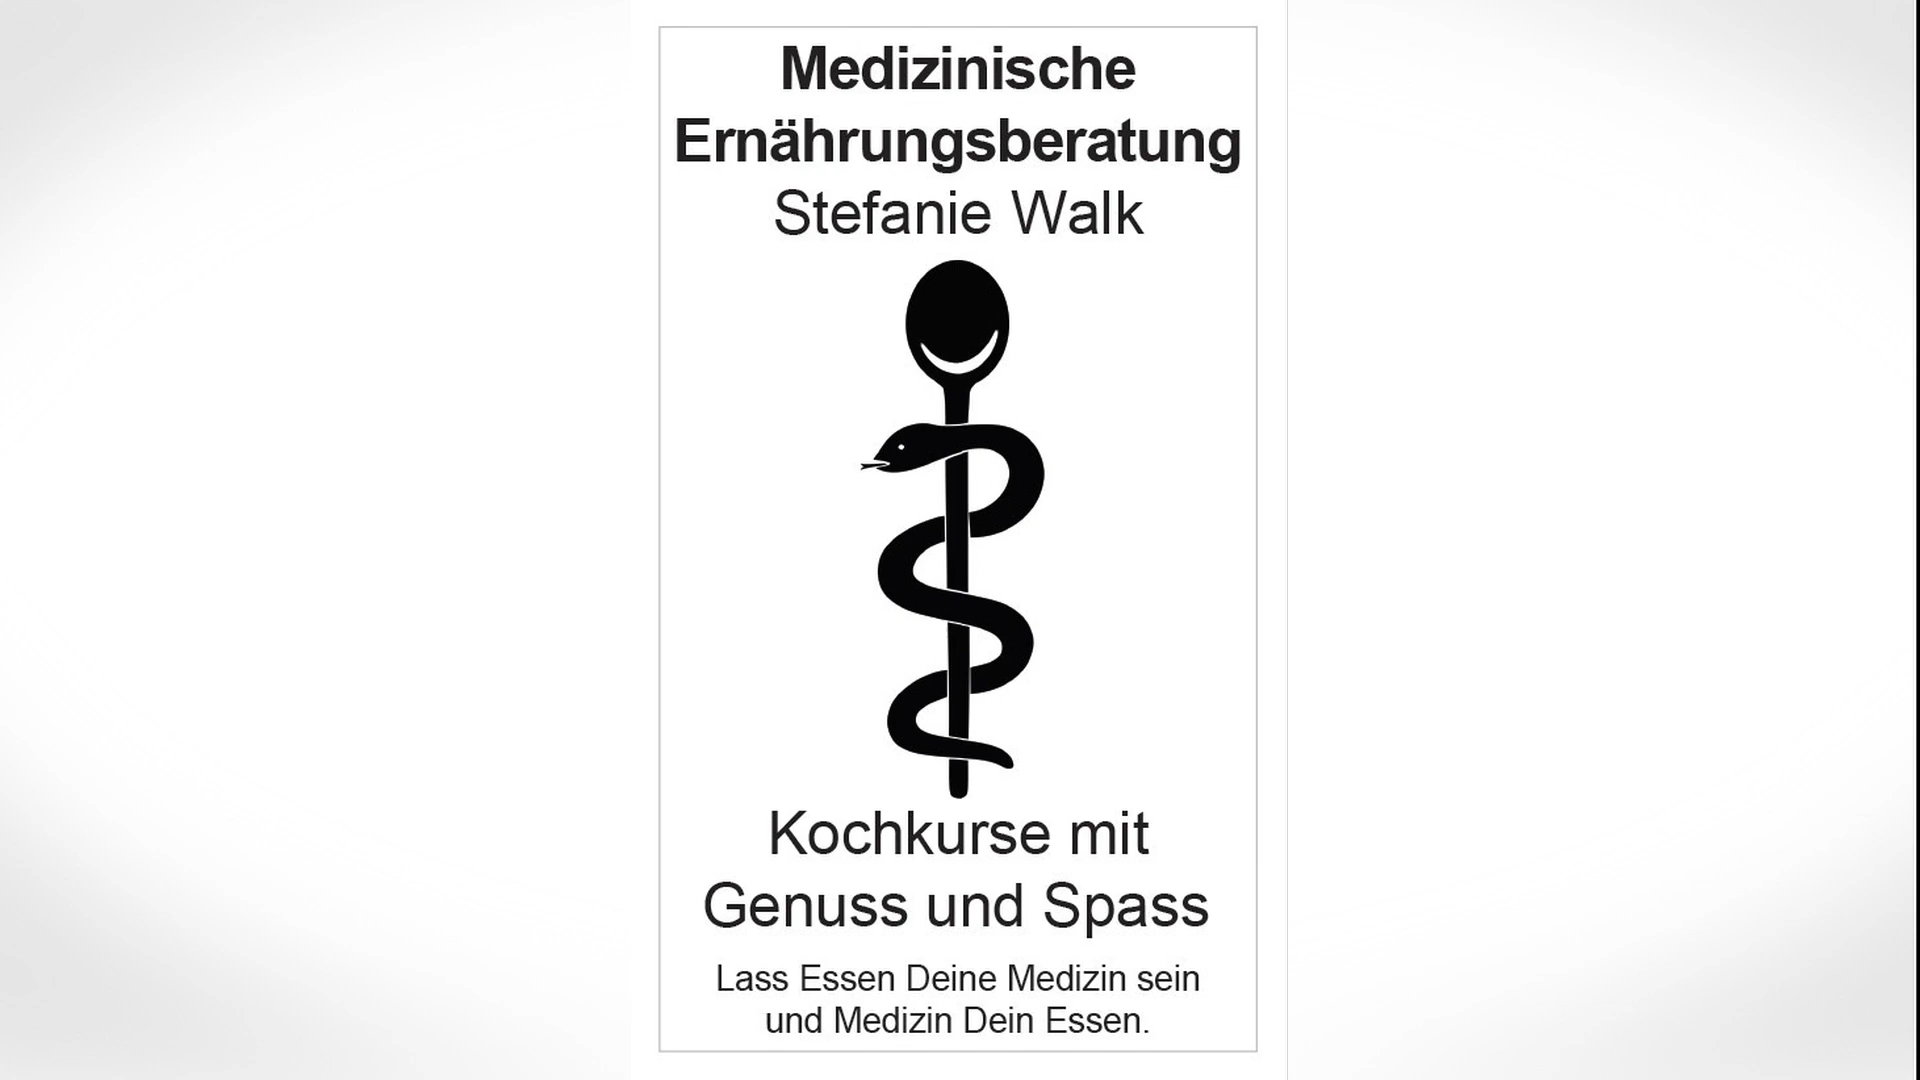 Medizinische
Ernährungsberatung
Stefanie Walk
Kochkurse mit
Genuss und Spass
Lass Essen Deine Medizin sein
und Medizin Dein Essen.